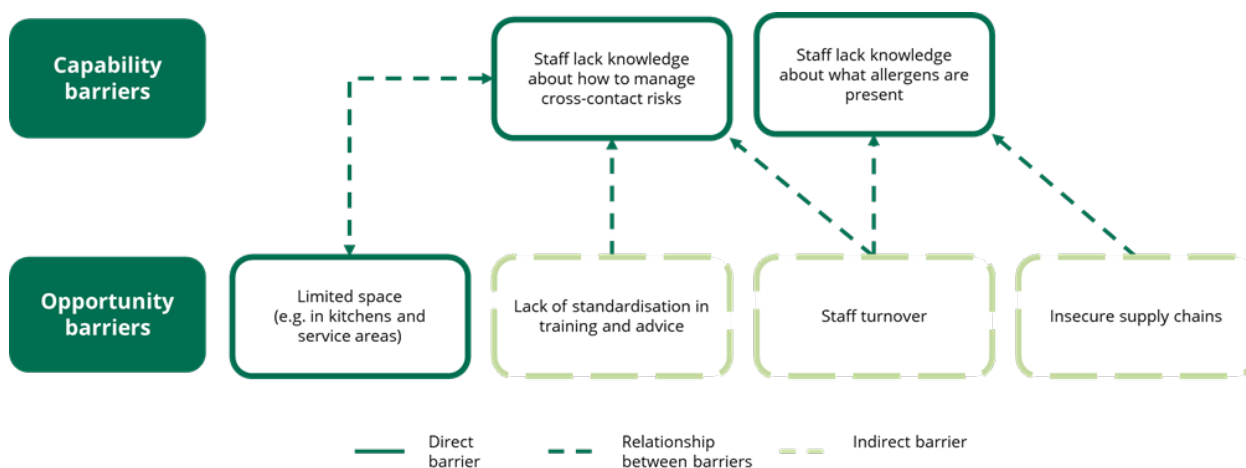 Capability
barriers
Staff lack knowledge
about how to manage
cross-contact risks
Staff lack knowledge
about what allergens are
present
Opportunity
barriers
Limited space
(e.g. in kitchens and
service areas)
Lack of standardisation in
training and advice
Staff turnover
Insecure supply chains
Direct
barrier
Relationship
between barriers
Indirect barrier